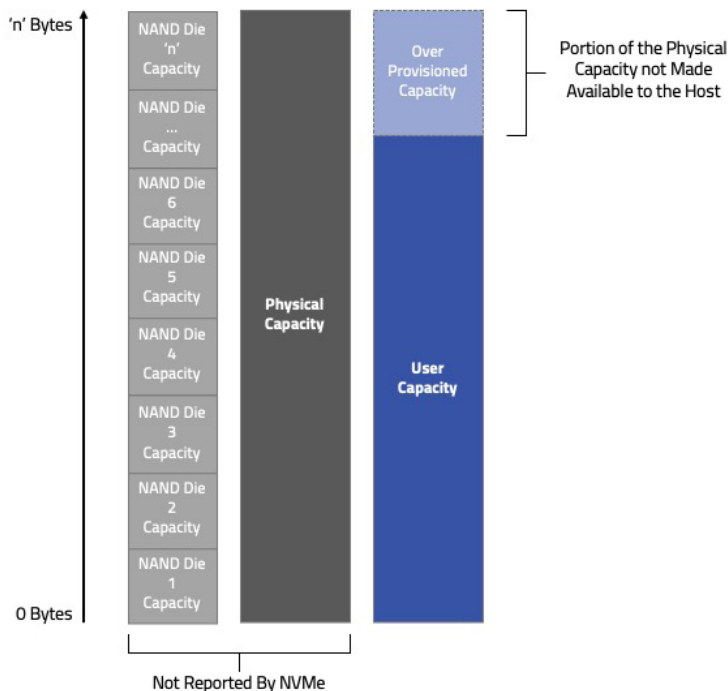 'n' Bytes
NAND Die
'n'
Capacity
NAND Die
...
Capacity
NAND Die
6
Capacity
NAND Die
5
Capacity
NAND Die
4
Capacity
NAND Die
3
Capacity
NAND Die
2
Capacity
NAND Die
1
Capacity
0 Bytes
Physical
Capacity
Over
Provisioned
Capacity
User
Capacity
Portion of the Physical
Capacity not Made
Available to the Host
Not Reported By NVMe